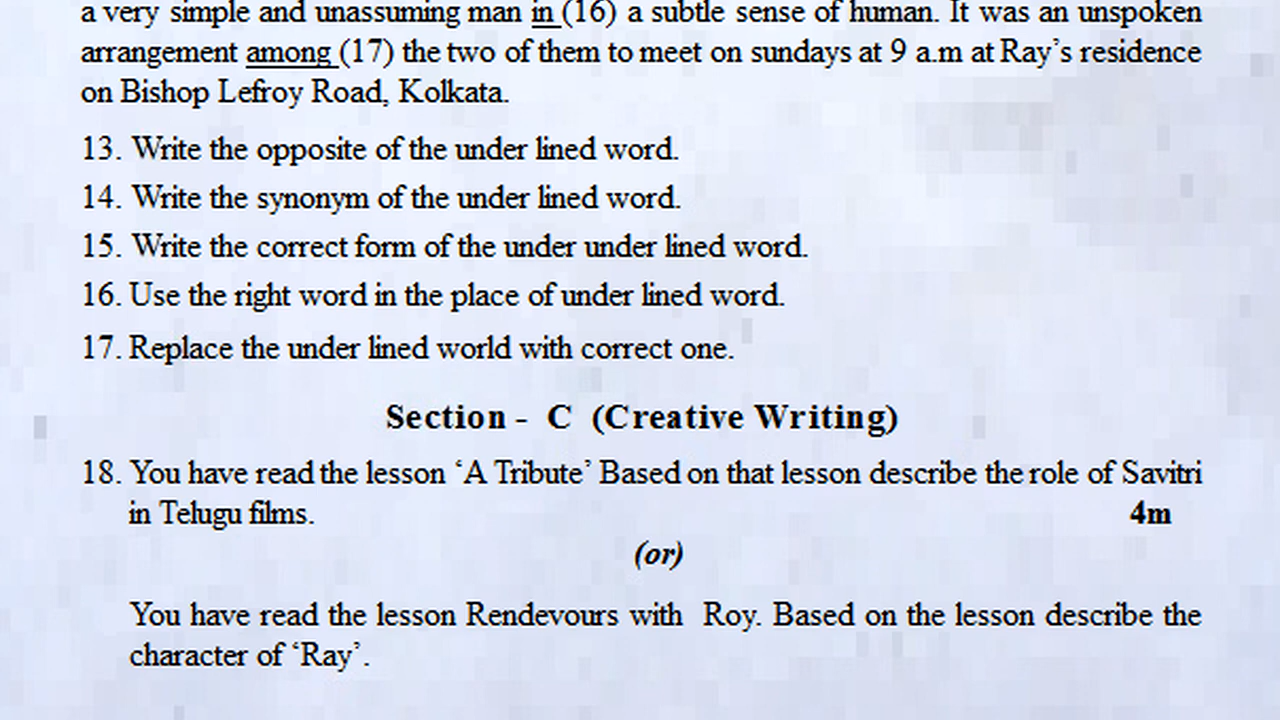 a very simple and unassuming man in (16) a subtle sense of human. It was an unspoken
arrangement among (17) the two of them to meet on sundays at 9 a.m at Ray's residence
on Bishop Lefroy Road, Kolkata.
13. Write the opposite of the under lined word.
14. Write the synonym of the under lined word.
15. Write the correct form of the under under lined word.
16. Use the right word in the place of under lined word.
17. Replace the under lined world with correct one.
Section - C (Creative Writing)
18. You have read the lesson 'A Tribute' Based on that lesson describe the role of Savitri
in Telugu films. 4m
(or)
You have read the lesson Rendevours with Roy. Based on the lesson describe the
character of 'Ray'.